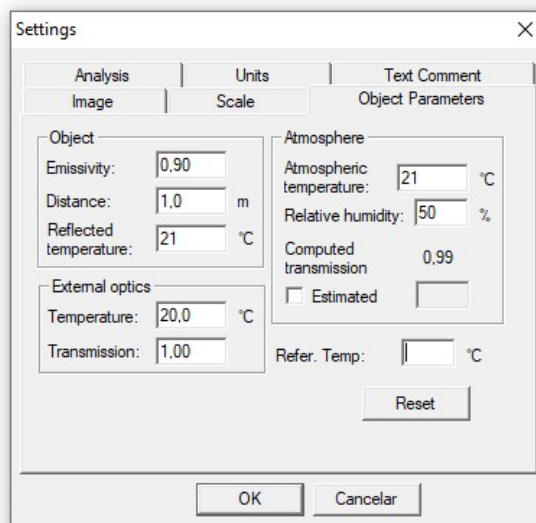 Settings
Analysis Units Text Comment
Image Scale Object Parameters
Object
Emissivity: 0,90
Distance: 1,0 m
Reflected temperature: 21 °C
External optics
Temperature: 20,0 °C
Transmission: 1,00
Atmosphere
Atmospheric temperature: 21 °C
Relative humidity: 50 %
Computed transmission 0,99
Estimated
Refer. Temp: °C
Reset
OK Cancelar